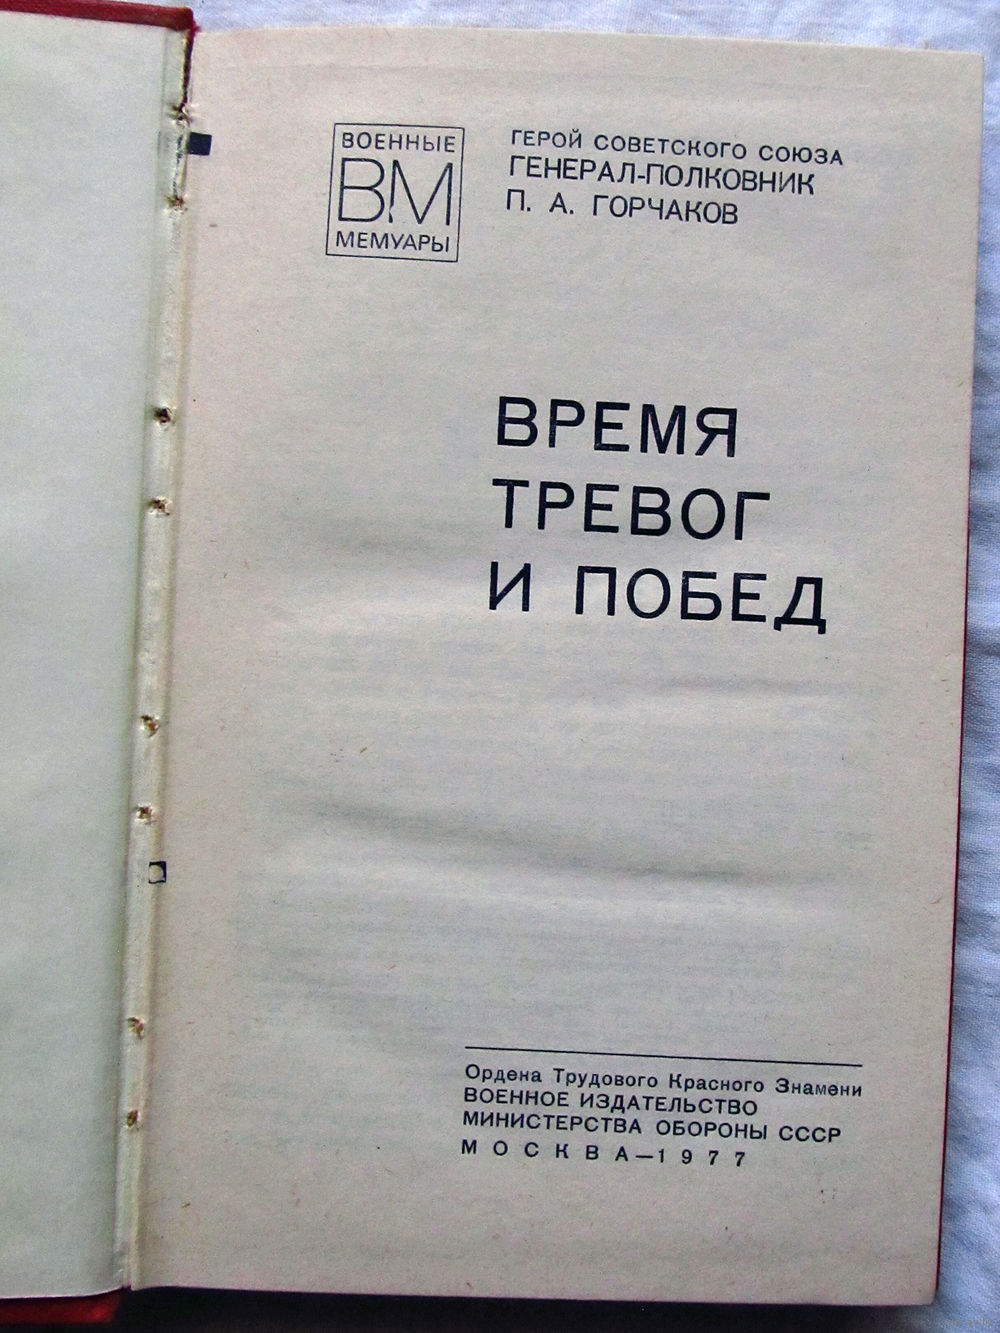 ВОЕННЫЕ
ВМ
МЕМУАРЫ
ГЕРОЙ СОВЕТСКОГО СОЮЗА
ГЕНЕРАЛ-ПОЛКОВНИК
П. А. ГОРЧАКОВ
ВРЕМЯ
ТРЕВОГ
И ПОБЕД
Ордена Трудового Красного Знамени
ВОЕННОЕ ИЗДАТЕЛЬСТВО
МИНИСТЕРСТВА ОБОРОНЫ СССР
МОСКВА—1977